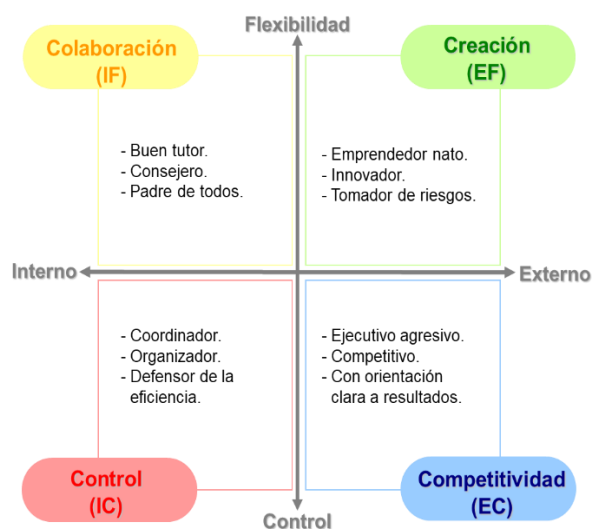 Flexibilidad
Colaboración
(IF)
Creación
(EF)
- Buen tutor.
- Consejero.
- Padre de todos.
- Emprendedor nato.
- Innovador.
- Tomador de riesgos.
Interno
Externo
- Coordinador.
- Organizador.
- Defensor de la
eficiencia.
- Ejecutivo agresivo.
- Competitivo.
- Con orientación
clara a resultados.
Control
(IC)
Competitividad
(EC)
Control